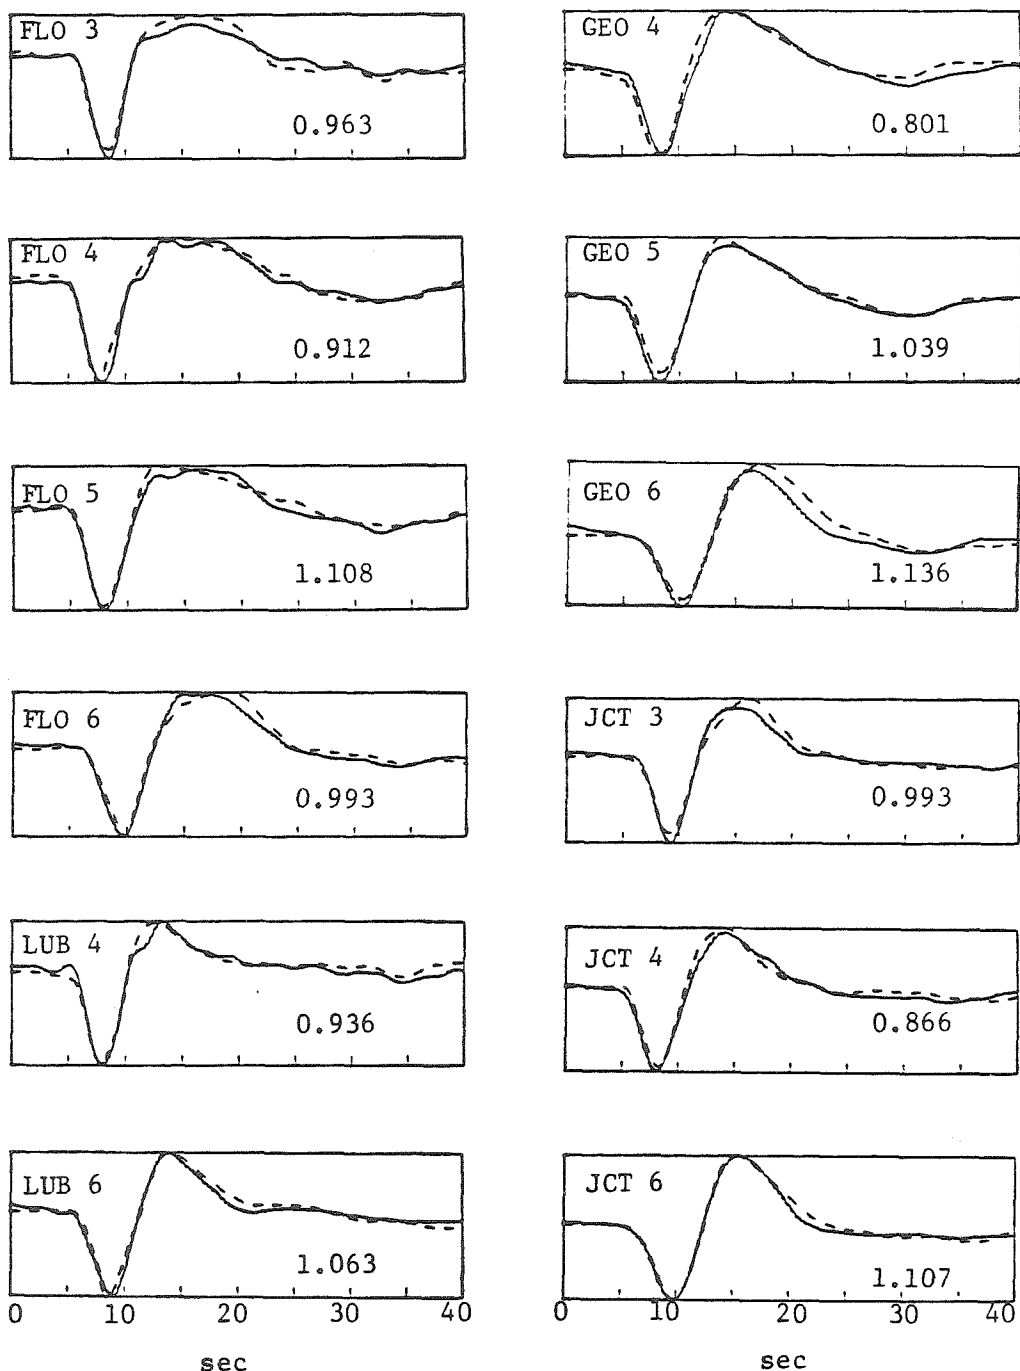 FLO 3
0.963
FLO 4
0.912
FLO 5
1.108
FLO 6
0.993
LUB 4
0.936
LUB 6
1.063
0 10 20 30 40
sec
GEO 4
0.801
GEO 5
1.039
GEO 6
1.136
JCT 3
0.993
JCT 4
0.866
JCT 6
1.107
0 10 20 30 40
sec